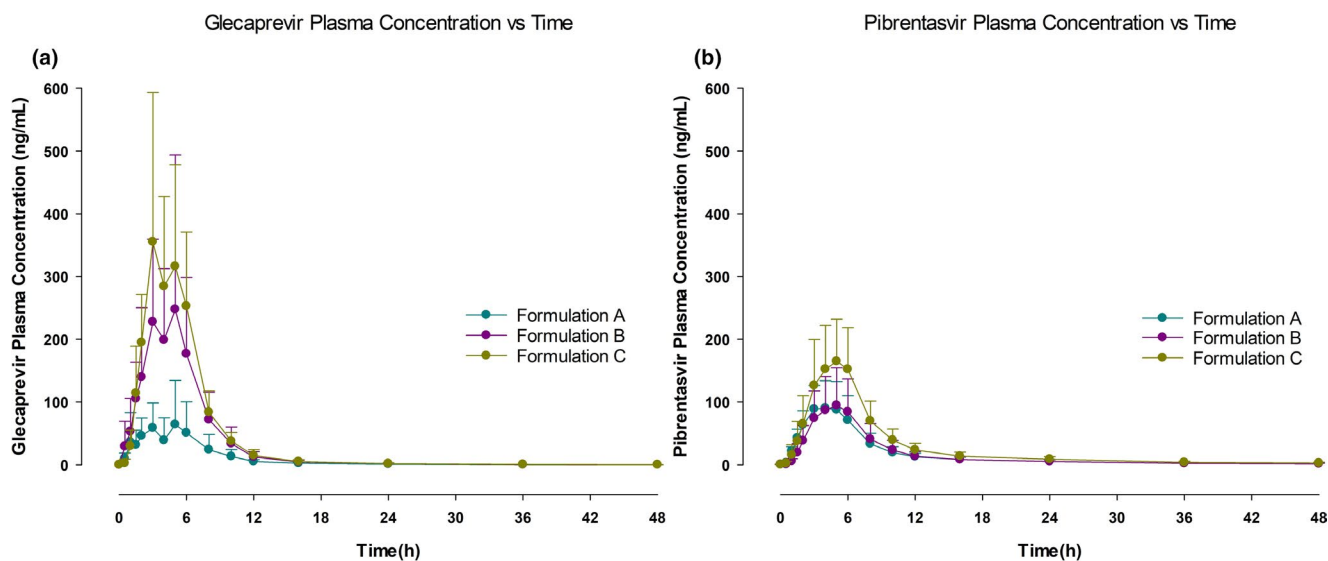 Glecaprevir Plasma Concentration vs Time
(a)
Glecaprevir Plasma Concentration (ng/mL)
600
500
400
300
200
100
0
Formulation A
Formulation B
Formulation C
0 6 12 18 24 30 36 42 48
Time(h)
Pibrentasvir Plasma Concentration vs Time
(b)
Pibrentasvir Plasma Concentration (ng/mL)
600
500
400
300
200
100
0
Formulation A
Formulation B
Formulation C
0 6 12 18 24 30 36 42 48
Time(h)